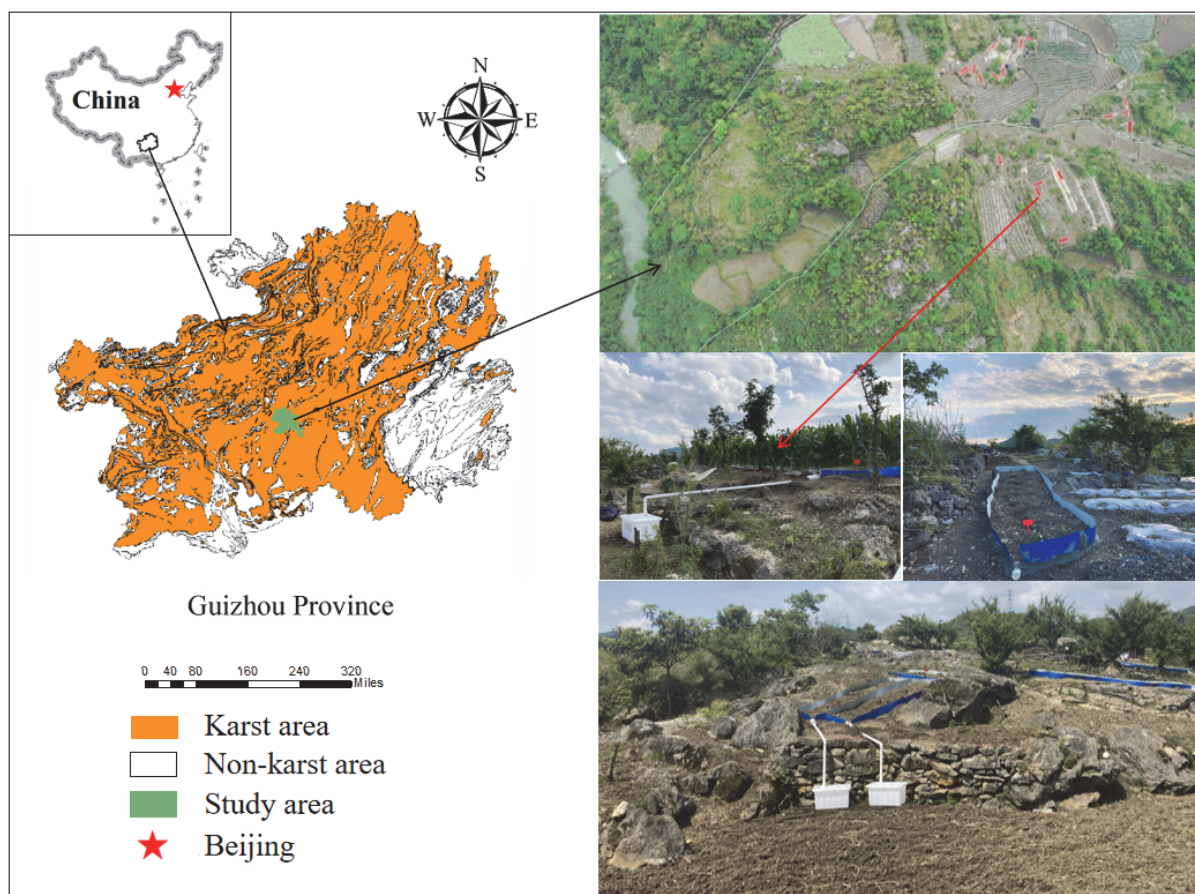 China
N
W E
S
Guizhou Province
0 40 80 160 240 320
Miles
Karst area
Non-karst area
Study area
Beijing